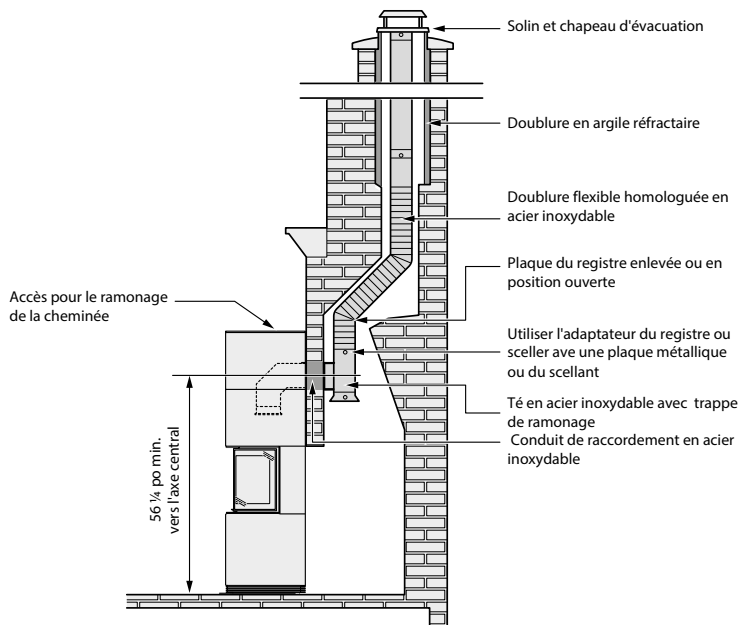 Solin et chapeau d'évacuation
Doublure en argile réfractaire
Doublure flexible homologuée en
acier inoxydable
Plaque du registre enlevée ou en
position ouverte
Accès pour le ramonage
de la cheminée
Utiliser l'adaptateur du registre ou
sceller ave une plaque métallique
ou du scellant
Té en acier inoxydable avec trappe
de ramonage
Conduit de raccordement en acier
inoxydable
56 ¼ po min.
vers l'axe central